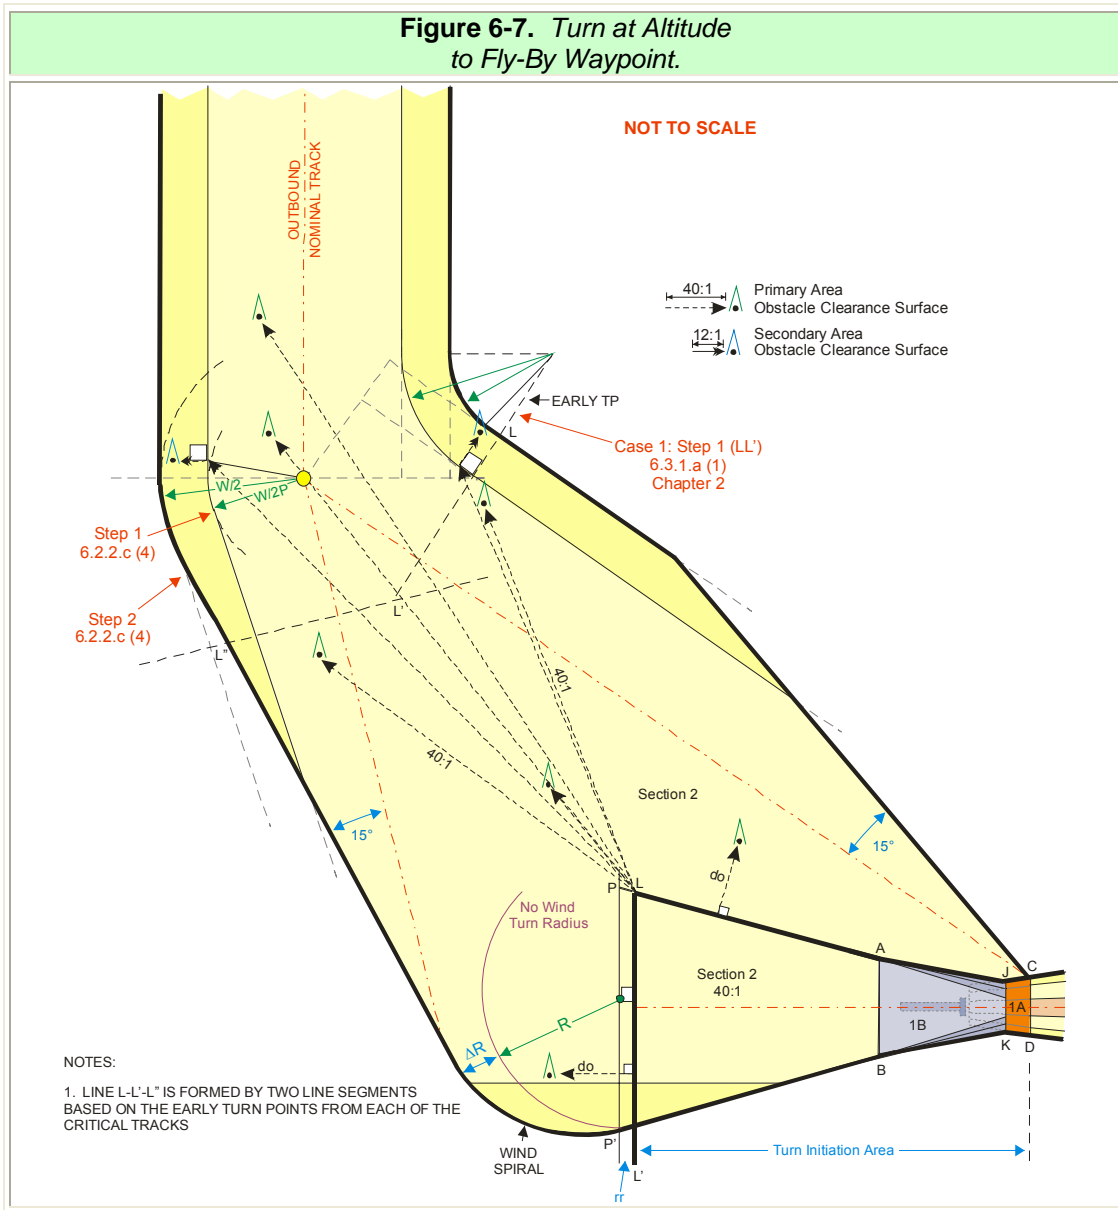 Figure 6-7. Turn at Altitude
to Fly-By Waypoint.
NOT TO SCALE
OUTBOUND
NOMINAL TRACK
40:1
Primary Area
Obstacle Clearance Surface
12:1
Secondary Area
Obstacle Clearance Surface
EARLY TP
L
Case 1: Step 1 (LL')
6.3.1.a (1)
Chapter 2
W/2
W/2P
Step 1
6.2.2.c (4)
Step 2
6.2.2.c (4)
L'
L"
40:1
40:1
Section 2
15°
15°
do
P
L
No Wind
Turn Radius
A
Section 2
40:1
J
C
1A
1B
K
D
B
R
ΔR
do
NOTES:
1. LINE L-L'-L" IS FORMED BY TWO LINE SEGMENTS
BASED ON THE EARLY TURN POINTS FROM EACH OF THE
CRITICAL TRACKS
WIND
SPIRAL
P'
L'
rr
Turn Initiation Area